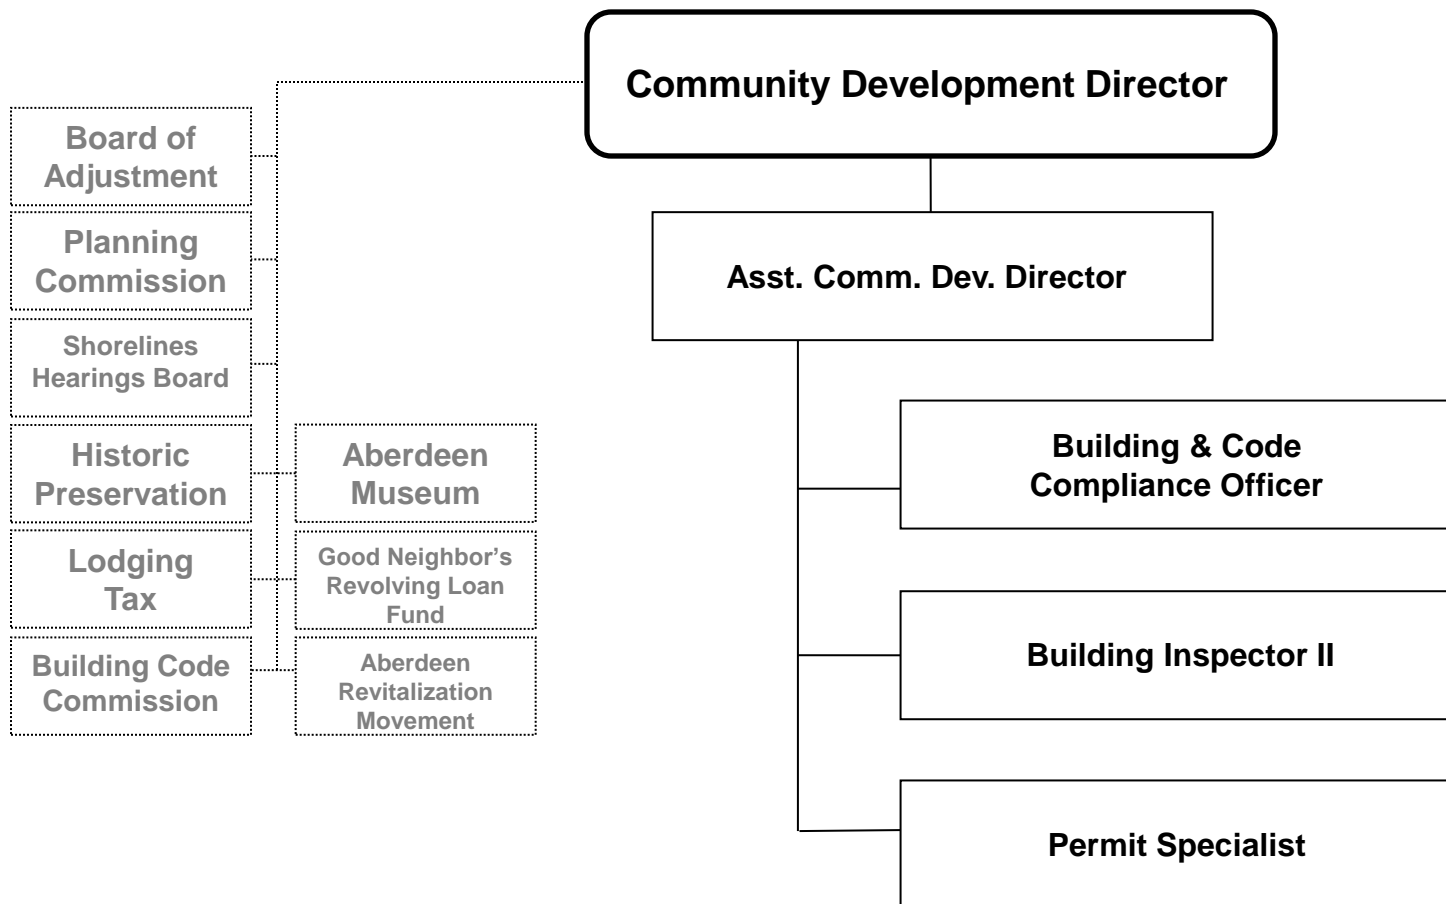 Community Development Director
Board of
Adjustment
Planning
Commission
Shorelines
Hearings Board
Historic
Preservation
Lodging
Tax
Building Code
Commission
Aberdeen
Museum
Good Neighbor’s
Revolving Loan
Fund
Aberdeen
Revitalization
Movement
Asst. Comm. Dev. Director
Building & Code
Compliance Officer
Building Inspector II
Permit Specialist